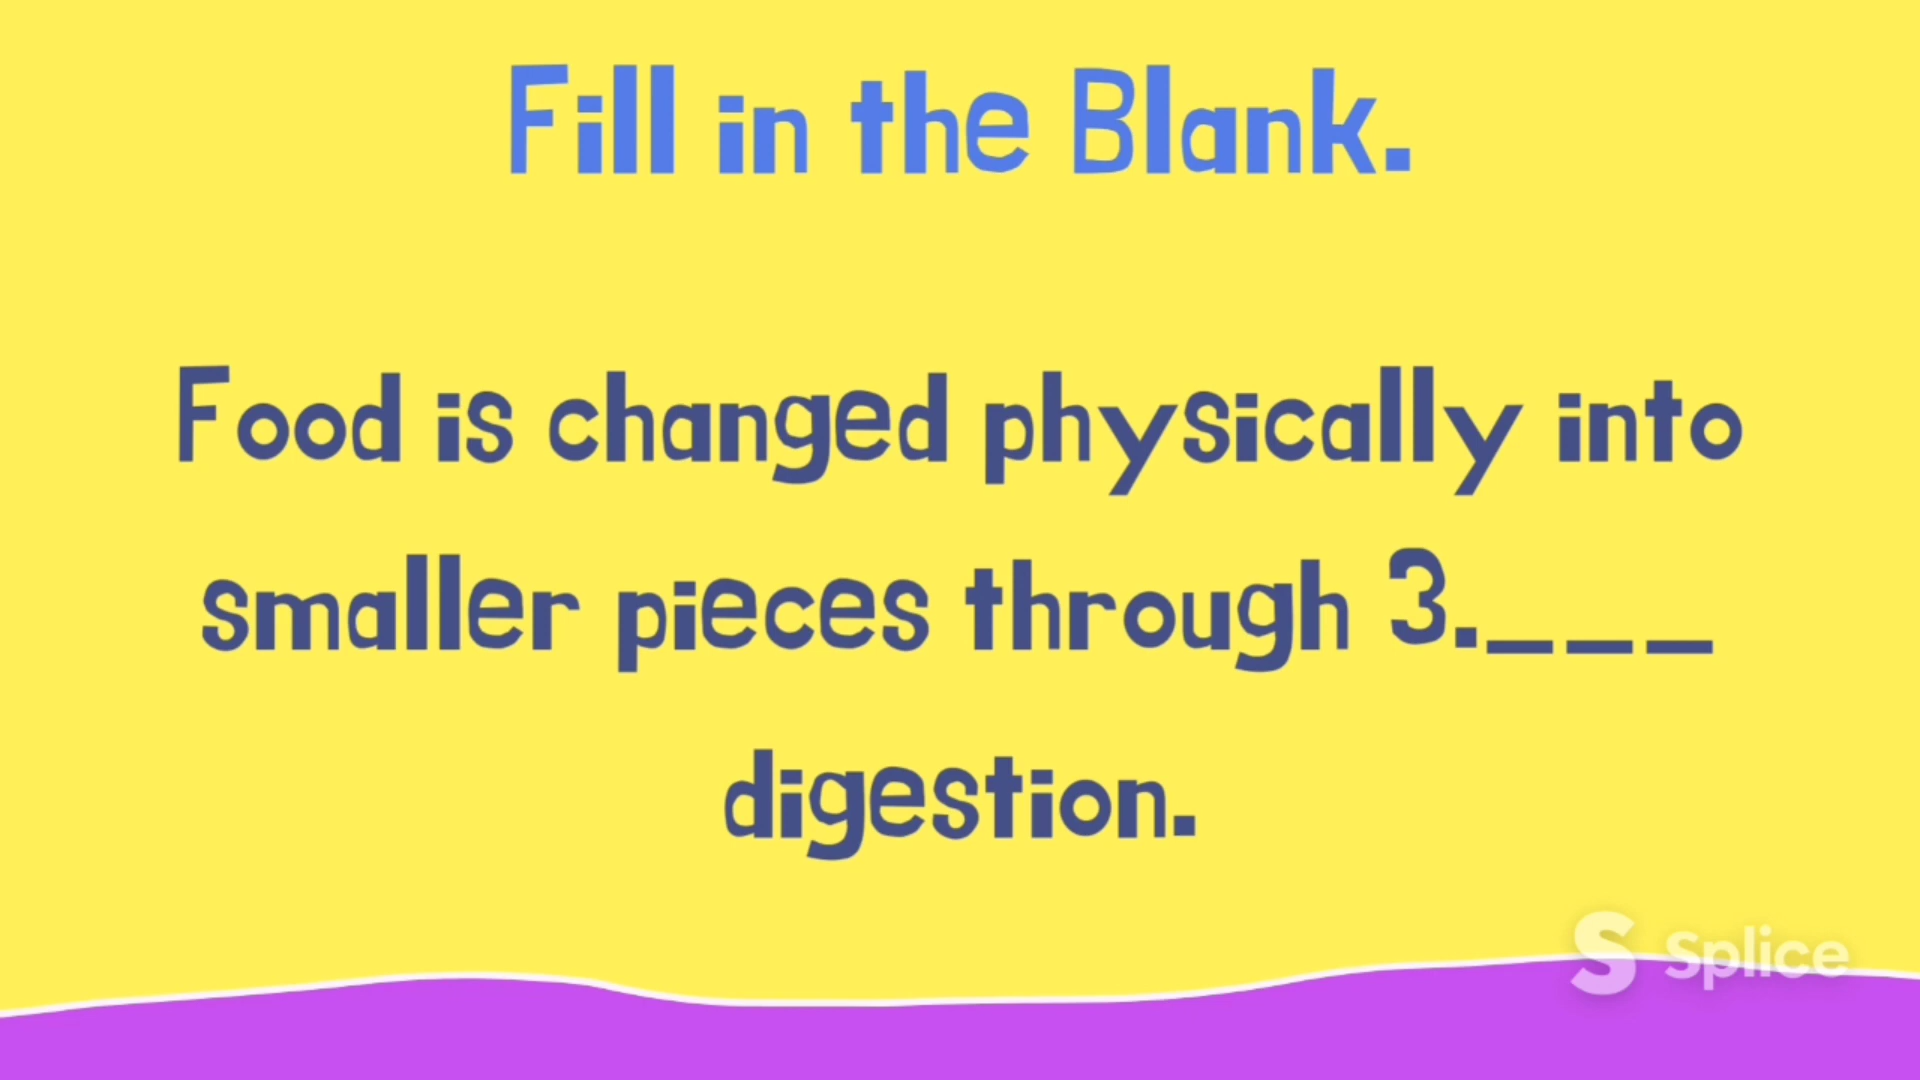 Fill in the Blank.
Food is changed physically into
smaller pieces through 3.___
digestion.
S Splice